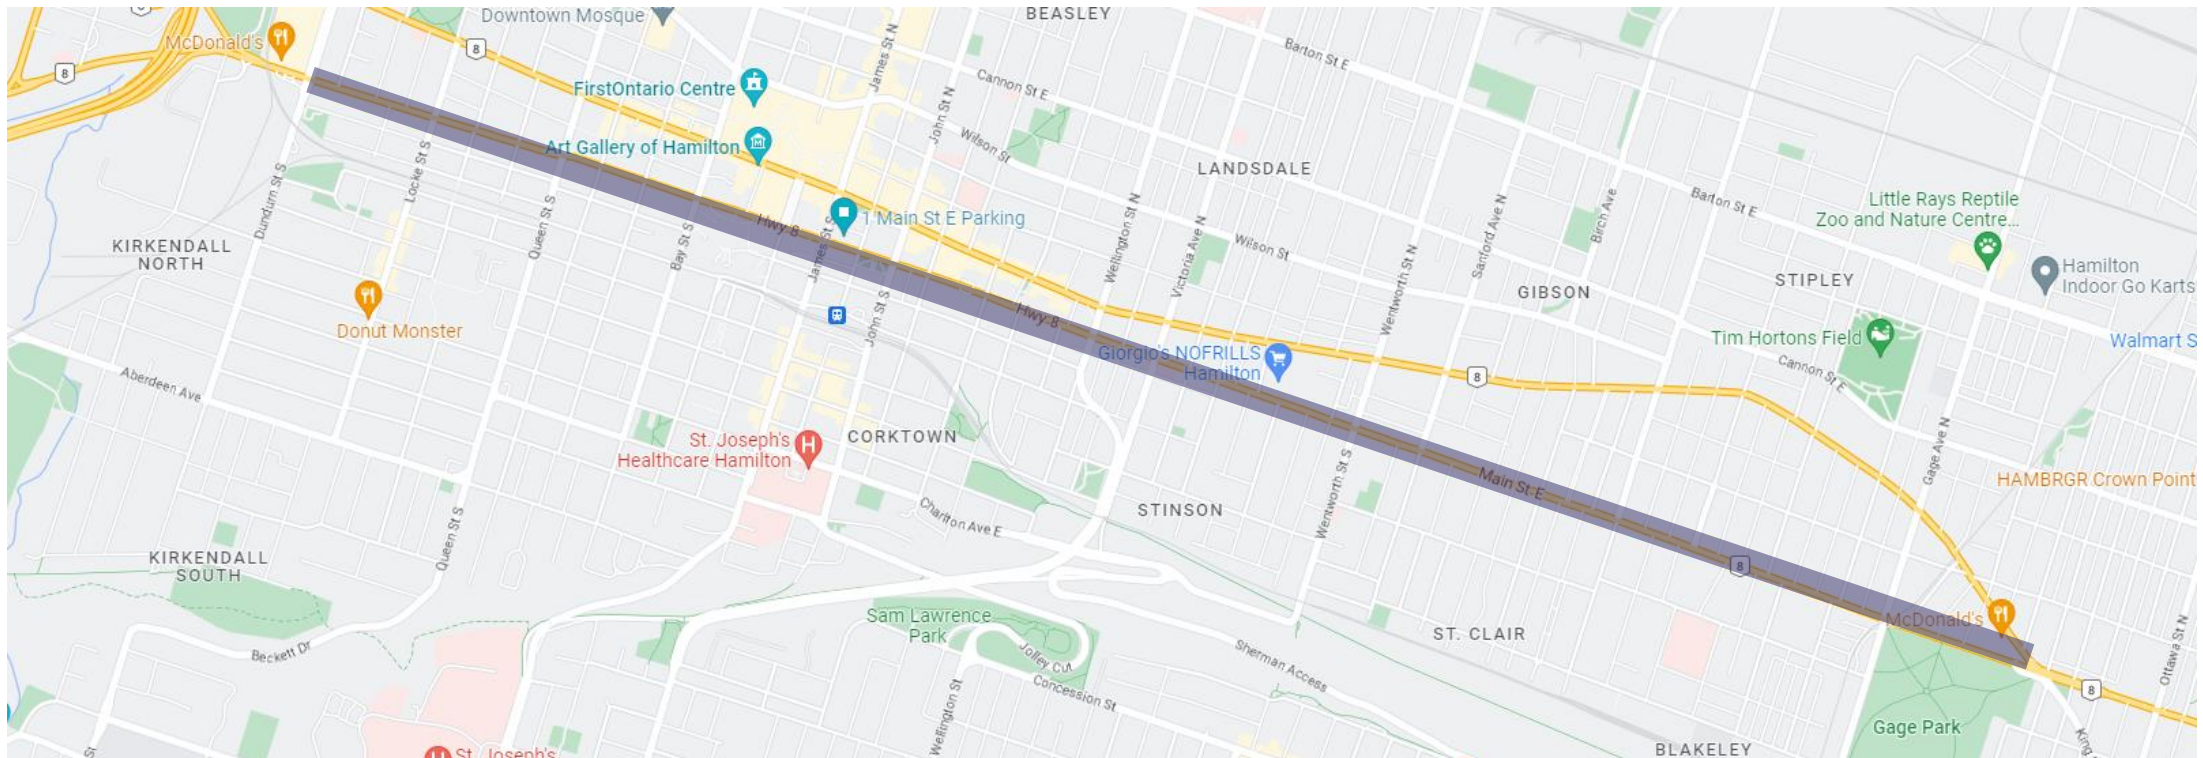 Downtown Mosque
BEASLEY
McDonald's
8
8
Barton St E
James St N
FirstOntario Centre
Cannon St E
John St N
Wilson St
Art Gallery of Hamilton
LANDSDALE
Locke St S
Dundurn St S
Queen St S
Barton St E
Little Rays Reptile
Zoo and Nature Centre...
1 Main St E Parking
Hwy 8
Bay St S
James St S
Wellington St N
Victoria Ave N
Wilson St
Sanford Ave N
Birch Ave
Wentworth St N
KIRKENDALL
NORTH
Hamilton
Indoor Go Karts
STIPLEY
GIBSON
Donut Monster
John St S
Hwy 8
Tim Hortons Field
Walmart S
Giorgio's NOFRILLS
Hamilton
8
Cannon St E
Aberdeen Ave
St. Joseph's
Healthcare Hamilton
CORKTOWN
Gage Ave N
HAMBRGR Crown Point
Main St E
Wentworth St S
STINSON
Charlton Ave E
Queen St S
KIRKENDALL
SOUTH
8
Sam Lawrence
Park
McDonald's
ST. CLAIR
Ottawa St N
Beckett Dr
Jolley Cut
Sherman Access
Concession St
8
Wellington St
Gage Park
King
BLAKELEY
St
St. Joseph's